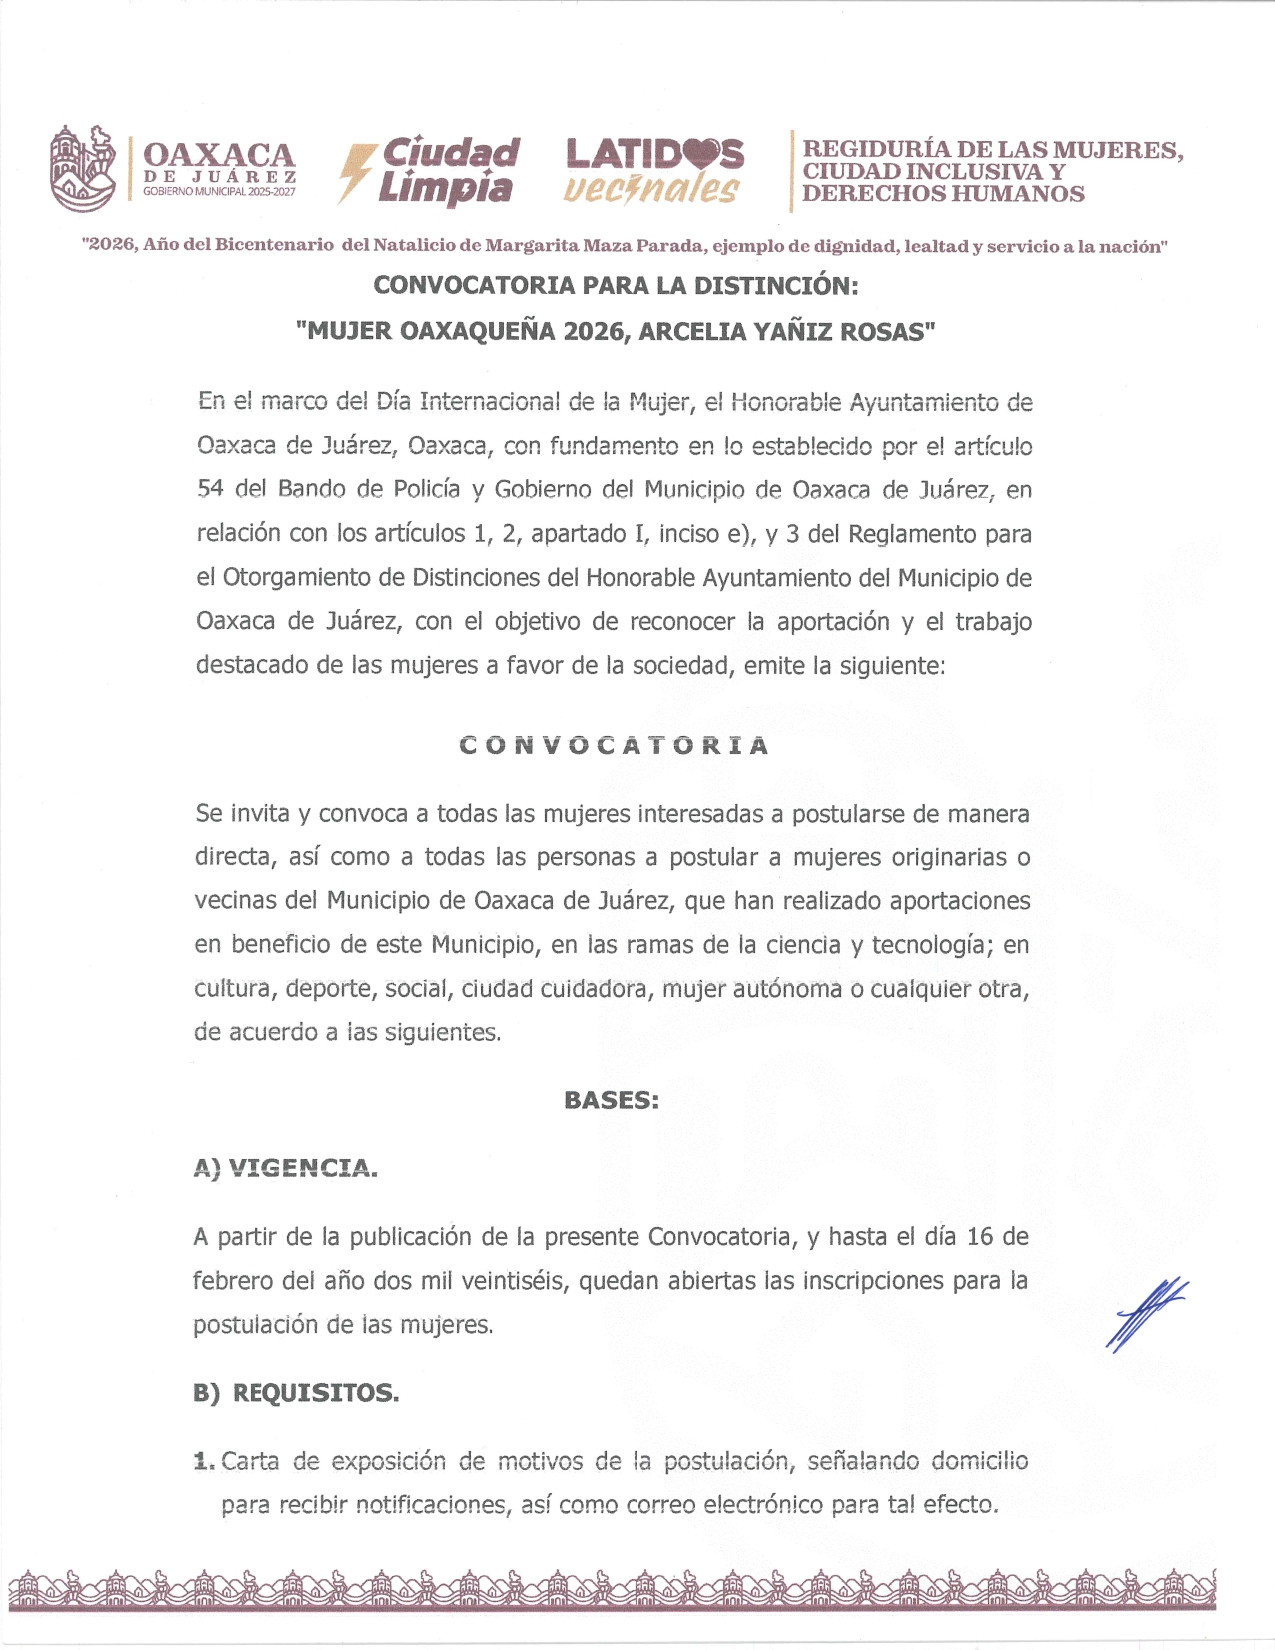 OAXACA
DE JUÁREZ
GOBIERNO MUNICIPAL 2025-2027
Ciudad
Limpia
LATIDOS
vecinales
REGIDURÍA DE LAS MUJERES,
CIUDAD INCLUSIVA Y
DERECHOS HUMANOS
"2026, Año del Bicentenario del Natalicio de Margarita Maza Parada, ejemplo de dignidad, lealtad y servicio a la nación"
CONVOCATORIA PARA LA DISTINCIÓN:
"MUJER OAXAQUEÑA 2026, ARCELIA YAÑIZ ROSAS"
En el marco del Día Internacional de la Mujer, el Honorable Ayuntamiento de
Oaxaca de Juárez, Oaxaca, con fundamento en lo establecido por el artículo
54 del Bando de Policía y Gobierno del Municipio de Oaxaca de Juárez, en
relación con los artículos 1, 2, apartado I, inciso e), y 3 del Reglamento para
el Otorgamiento de Distinciones del Honorable Ayuntamiento del Municipio de
Oaxaca de Juárez, con el objetivo de reconocer la aportación y el trabajo
destacado de las mujeres a favor de la sociedad, emite la siguiente:
C O N V O C A T O R I A
Se invita y convoca a todas las mujeres interesadas a postularse de manera
directa, así como a todas las personas a postular a mujeres originarias o
vecinas del Municipio de Oaxaca de Juárez, que han realizado aportaciones
en beneficio de este Municipio, en las ramas de la ciencia y tecnología; en
cultura, deporte, social, ciudad cuidadora, mujer autónoma o cualquier otra,
de acuerdo a las siguientes.
BASES:
A) VIGENCIA.
A partir de la publicación de la presente Convocatoria, y hasta el día 16 de
febrero del año dos mil veintiséis, quedan abiertas las inscripciones para la
postulación de las mujeres.
B) REQUISITOS.
1. Carta de exposición de motivos de la postulación, señalando domicilio
para recibir notificaciones, así como correo electrónico para tal efecto.